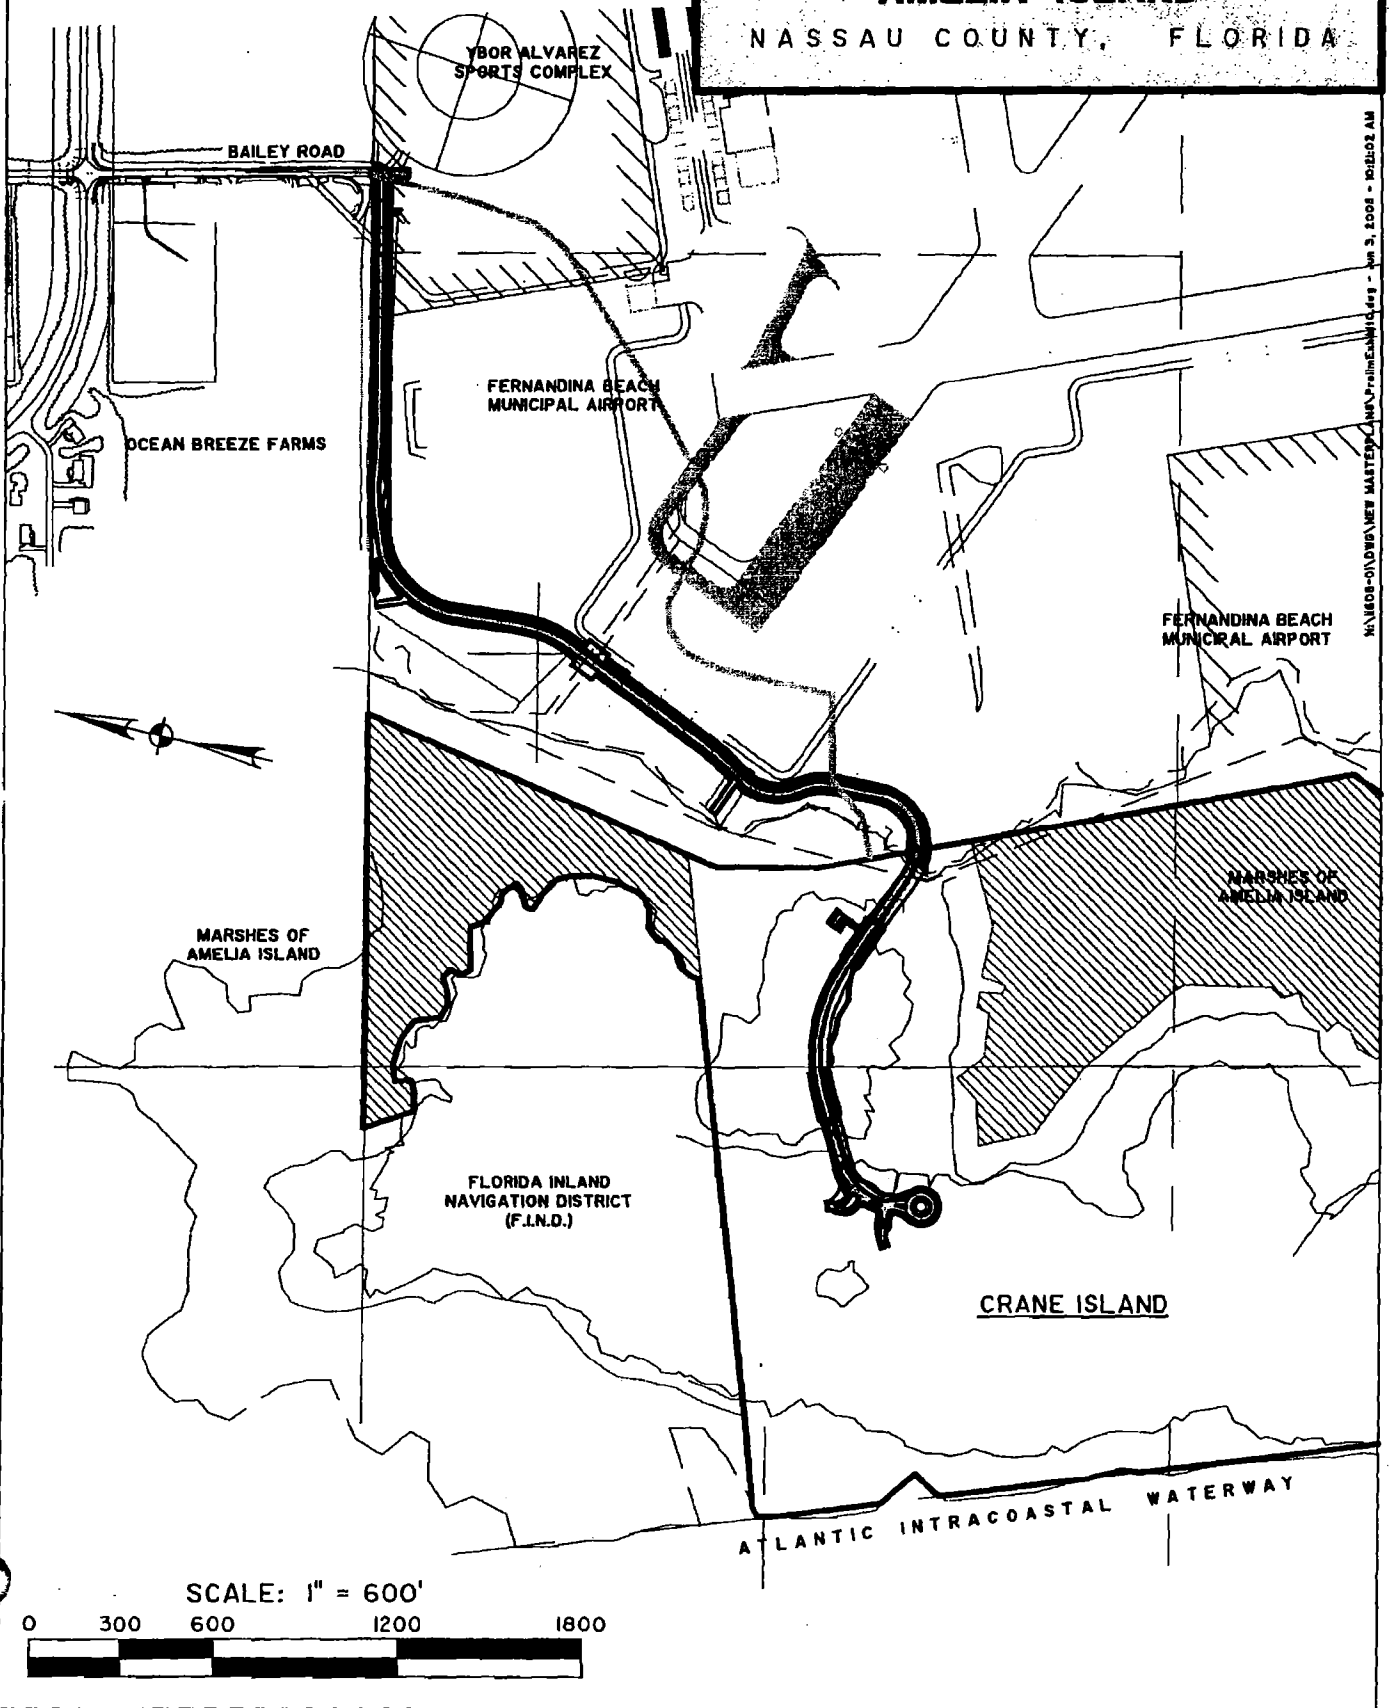 AMELIA ISLAND
NASSAU COUNTY, FLORIDA
YBOR ALVAREZ
SPORTS COMPLEX
BAILEY ROAD
FERNANDINA BEACH
MUNICIPAL AIRPORT
OCEAN BREEZE FARMS
FERNANDINA BEACH
MUNICIPAL AIRPORT
MARSHES OF
AMELIA ISLAND
MARSHES OF
AMELIA ISLAND
FLORIDA INLAND
NAVIGATION DISTRICT
(F.I.N.D.)
CRANE ISLAND
ATLANTIC INTRACOASTAL WATERWAY
SCALE: 1" = 600'
0 300 600 1200 1800